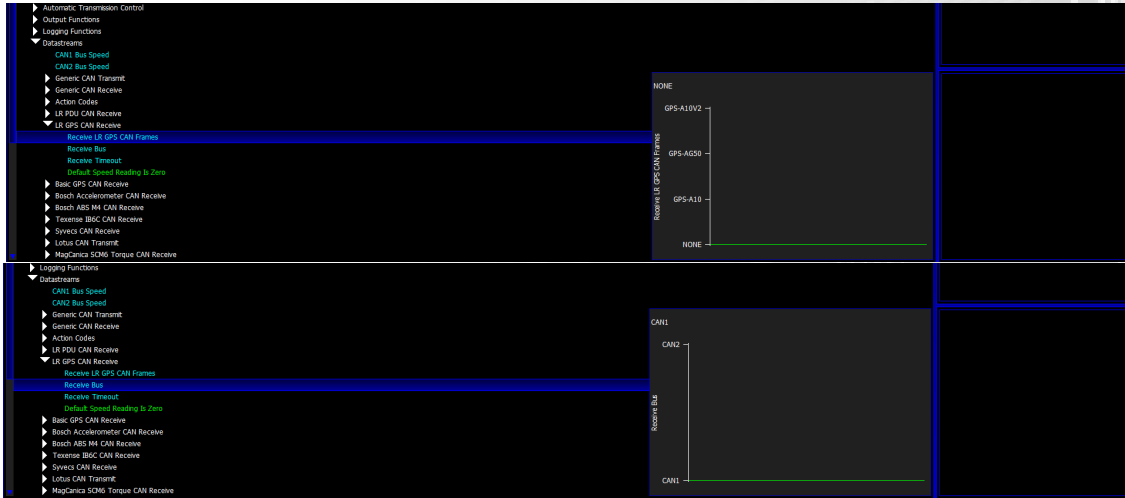 Automatic Transmission Control
Output Functions
Logging Functions
Datastreams
CAN1 Bus Speed
CAN2 Bus Speed
Generic CAN Transmit
Generic CAN Receive
Action Codes
LR PDU CAN Receive
LR GPS CAN Receive
Receive LR GPS CAN Frames
Receive Bus
Receive Timeout
Default Speed Reading Is Zero
Basic GPS CAN Receive
Bosch Accelerometer CAN Receive
Bosch ABS M4 CAN Receive
Texense IB6C CAN Receive
Syvecs CAN Receive
Lotus CAN Transmit
MagCanica SCM6 Torque CAN Receive
NONE
GPS-A10V2
GPS-AG50
GPS-A10
NONE
Receive LR GPS CAN Frames
Logging Functions
Datastreams
CAN1 Bus Speed
CAN2 Bus Speed
Generic CAN Transmit
Generic CAN Receive
Action Codes
LR PDU CAN Receive
LR GPS CAN Receive
Receive LR GPS CAN Frames
Receive Bus
Receive Timeout
Default Speed Reading Is Zero
Basic GPS CAN Receive
Bosch Accelerometer CAN Receive
Bosch ABS M4 CAN Receive
Texense IB6C CAN Receive
Syvecs CAN Receive
Lotus CAN Transmit
MagCanica SCM6 Torque CAN Receive
CAN1
CAN2
Receive Bus
CAN1